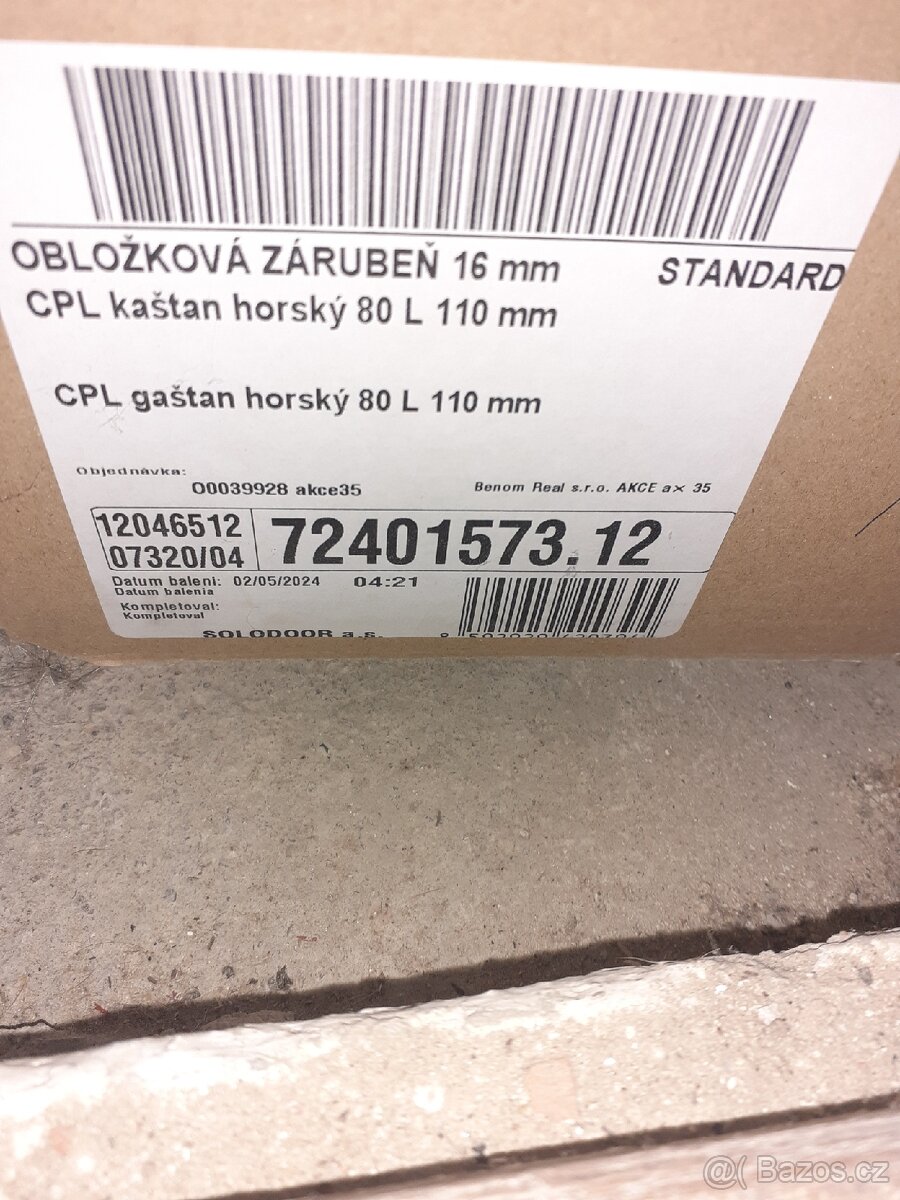 OBLOŽKOVÁ ZÁRUBEŇ 16 mm STANDARD
CPL kaštan horský 80 L 110 mm
CPL gaštan horský 80 L 110 mm
Objednávka:
O0039928 akce35 Benom Real s.r.o. AKCE ax 35
12046512
07320/04
72401573.12
Datum baleni: 02/05/2024 04:21
Datum balenia
Kompletoval:
Kompletoval
SOLODOOR a.s.
@( Bazos.cz